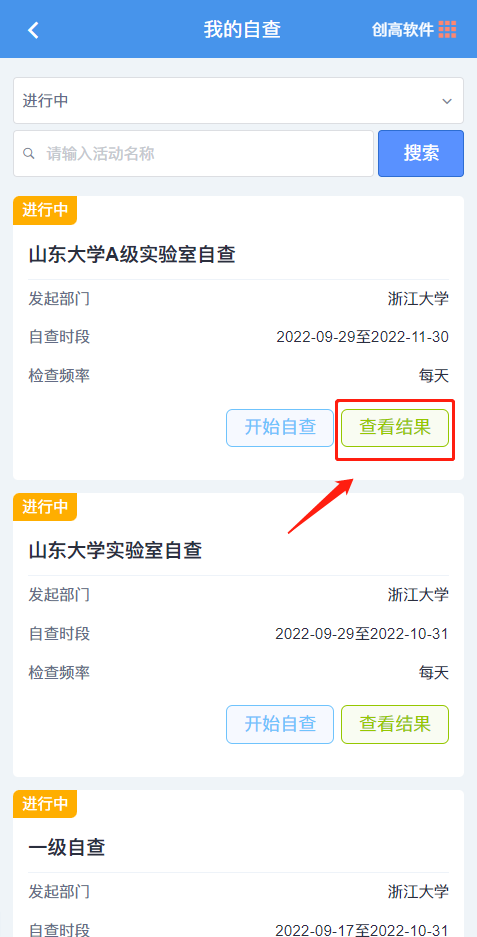 我的自查 创高软件
进行中
请输入活动名称 搜索
进行中
山东大学A级实验室自查
发起部门 浙江大学
自查时段 2022-09-29至2022-11-30
检查频率 每天
开始自查 查看结果
进行中
山东大学实验室自查
发起部门 浙江大学
自查时段 2022-09-29至2022-10-31
检查频率 每天
开始自查 查看结果
进行中
一级自查
发起部门 浙江大学
自查时段 2022-09-17至2022-10-31